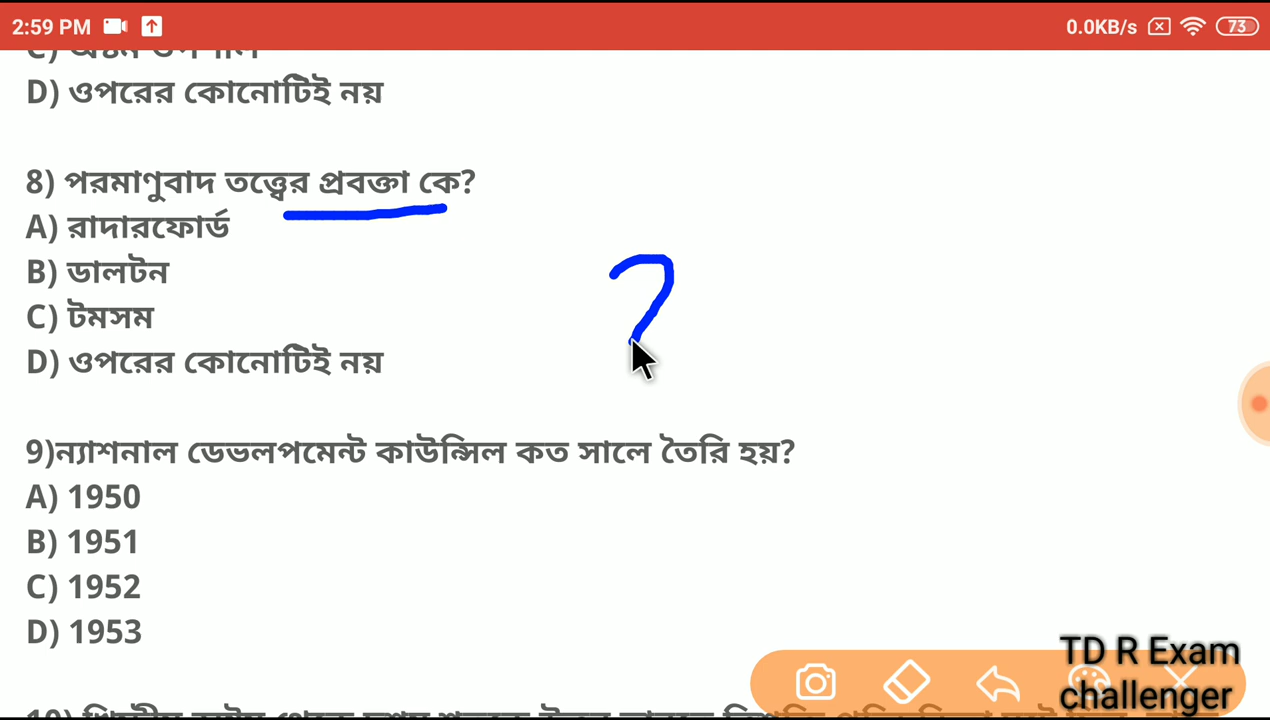 2:59 PM
0.0KB/s
73
D) ওপরের কোনোটিই নয়
8) পরমাণুবাদ তত্ত্বের প্রবক্তা কে?
A) রাদারফোর্ড
B) ডালটন
C) টমসম
D) ওপরের কোনোটিই নয়
?
9)ন্যাশনাল ডেভলপমেন্ট কাউন্সিল কত সালে তৈরি হয়?
A) 1950
B) 1951
C) 1952
D) 1953
TD R Exam
challenger